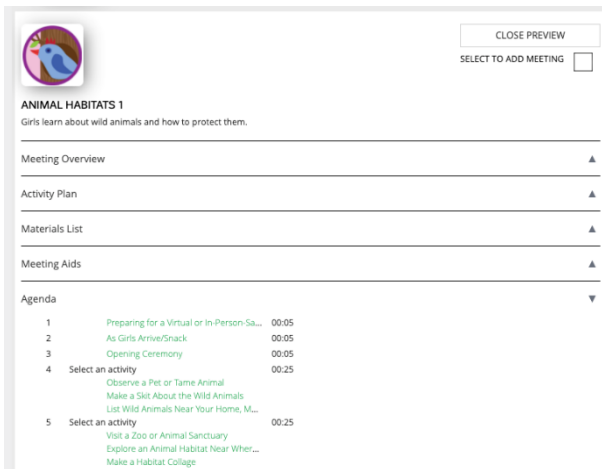 CLOSE PREVIEW
SELECT TO ADD MEETING
ANIMAL HABITATS 1
Girls learn about wild animals and how to protect them.
Meeting Overview
Activity Plan
Materials List
Meeting Aids
Agenda
1 Preparing for a Virtual or In-Person-Sa... 00:05
2 As Girls Arrive/Snack 00:05
3 Opening Ceremony 00:05
4 Select an activity 00:25
Observe a Pet or Tame Animal
Make a Skit About the Wild Animals
List Wild Animals Near Your Home, M...
5 Select an activity 00:25
Visit a Zoo or Animal Sanctuary
Explore an Animal Habitat Near Wher...
Make a Habitat Collage